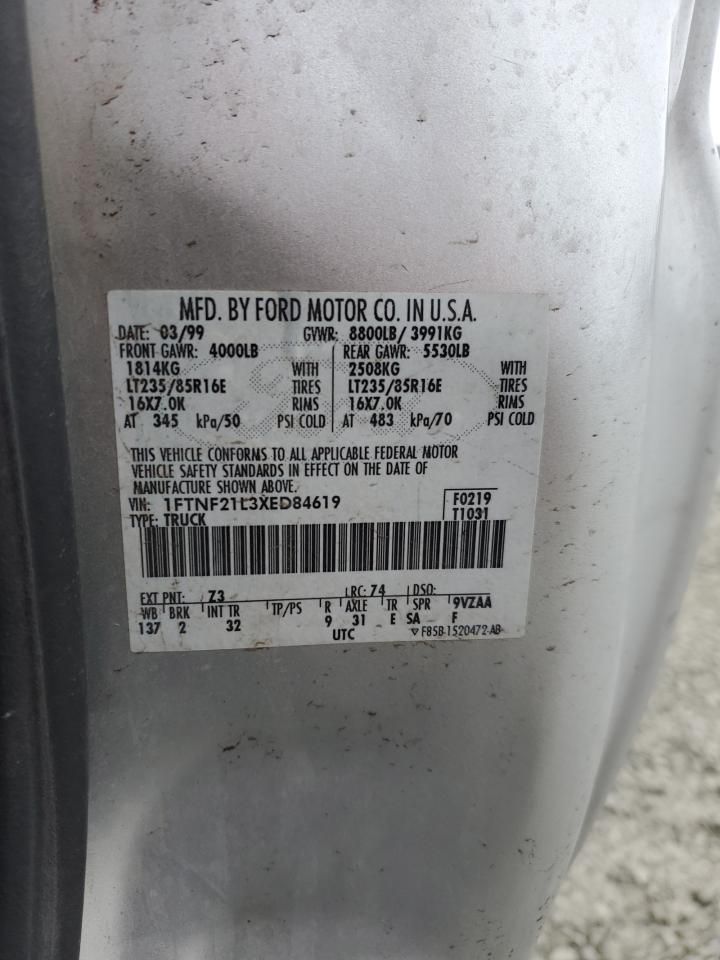 MFD. BY FORD MOTOR CO. IN U.S.A.
DATE: 03/99 GVWR: 8800LB/ 3991KG
FRONT GAWR: 4000LB REAR GAWR: 5530LB
1814KG WITH 2508KG WITH
LT235/85R16E TIRES LT235/85R16E TIRES
16X7.0K RIMS 16X7.0K RIMS
AT 345 kPa/50 PSI COLD AT 483 kPa/70 PSI COLD
THIS VEHICLE CONFORMS TO ALL APPLICABLE FEDERAL MOTOR
VEHICLE SAFETY STANDARDS IN EFFECT ON THE DATE OF
MANUFACTURE SHOWN ABOVE.
VIN: 1FTNF21L3XED84619 F0219
TYPE: TRUCK T1031
EXT PNT: Z3 LRC: 74 DSO:
WB BRK INT TR TP/PS R AXLE TR SPR 9VZAA
137 2 32 9 31 E SA F
UTC ▽ F85B-1520472-AB